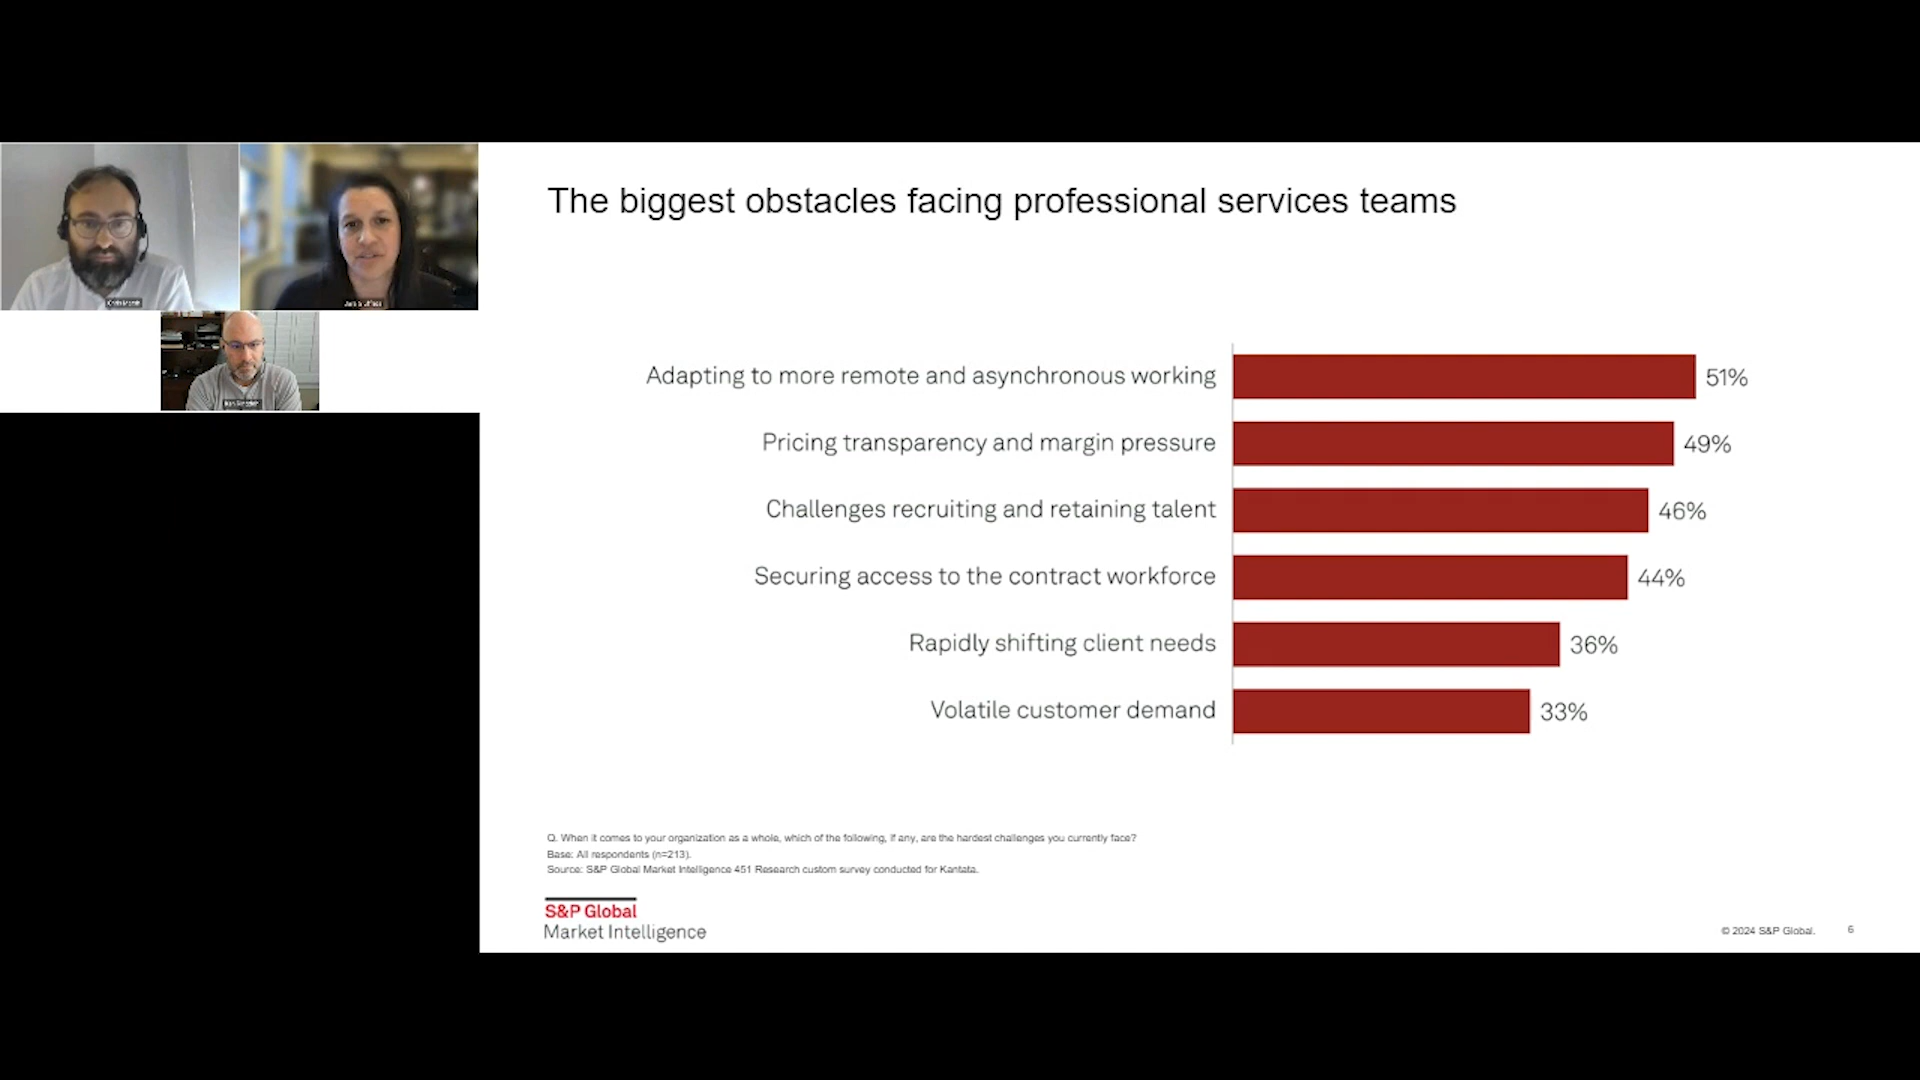 The biggest obstacles facing professional services teams
Adapting to more remote and asynchronous working
51%
Pricing transparency and margin pressure
49%
Challenges recruiting and retaining talent
46%
Securing access to the contract workforce
44%
Rapidly shifting client needs
36%
Volatile customer demand
33%
Q. When it comes to your organization as a whole, which of the following, if any, are the hardest challenges you currently face?
Base: All respondents (n=213).
Source: S&P Global Market Intelligence 451 Research custom survey conducted for Kantata.
S&P Global
Market Intelligence
© 2024 S&P Global.
6